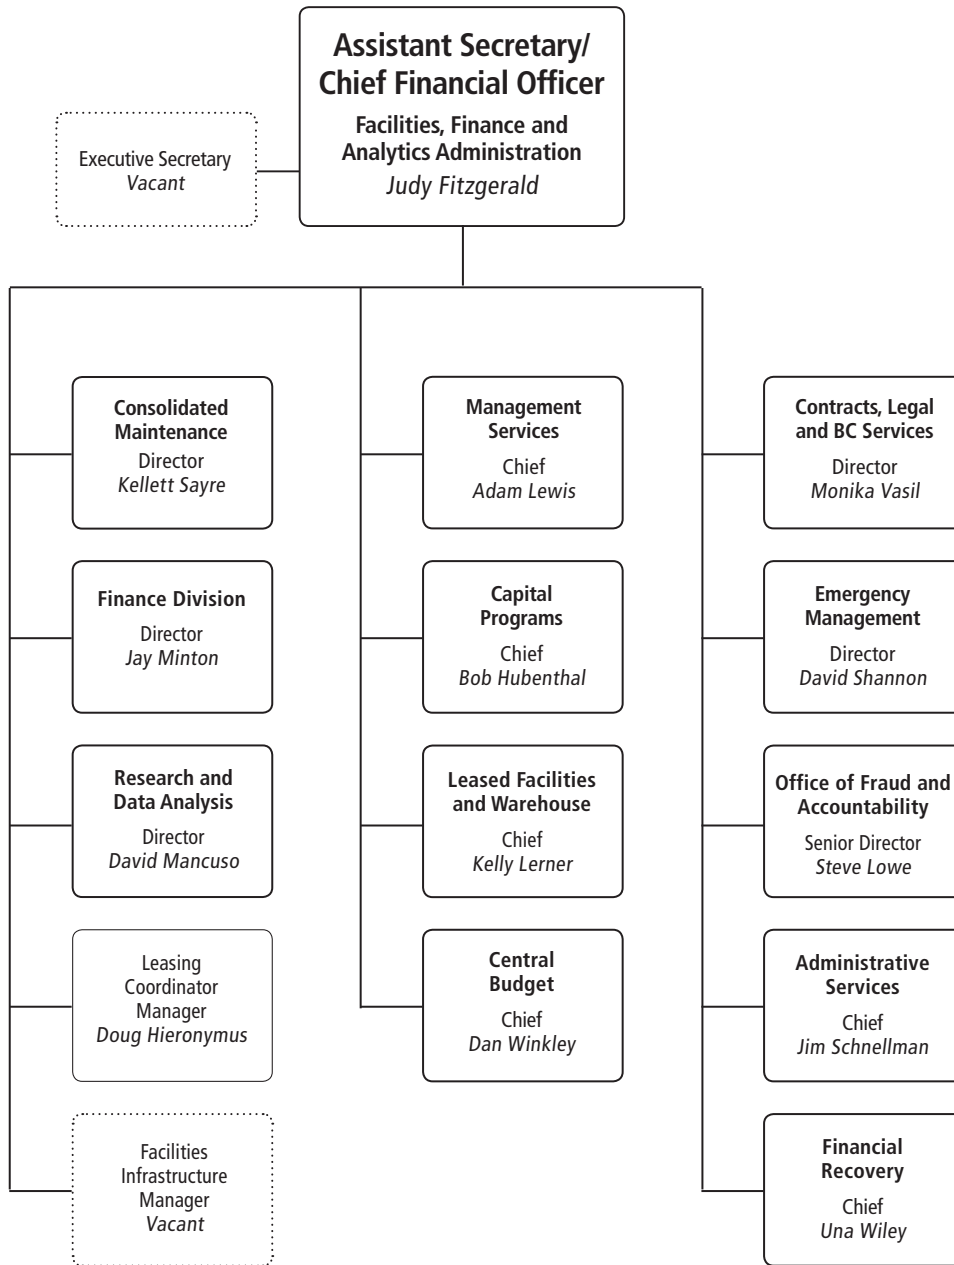 Assistant Secretary/
Chief Financial Officer
Facilities, Finance and
Analytics Administration
Judy Fitzgerald
Executive Secretary
Vacant
Consolidated
Maintenance
Director
Kellett Sayre
Finance Division
Director
Jay Minton
Research and
Data Analysis
Director
David Mancuso
Leasing
Coordinator
Manager
Doug Hieronymus
Facilities
Infrastructure
Manager
Vacant
Management
Services
Chief
Adam Lewis
Capital
Programs
Chief
Bob Hubenthal
Leased Facilities
and Warehouse
Chief
Kelly Lerner
Central
Budget
Chief
Dan Winkley
Contracts, Legal
and BC Services
Director
Monika Vasil
Emergency
Management
Director
David Shannon
Office of Fraud and
Accountability
Senior Director
Steve Lowe
Administrative
Services
Chief
Jim Schnellman
Financial
Recovery
Chief
Una Wiley